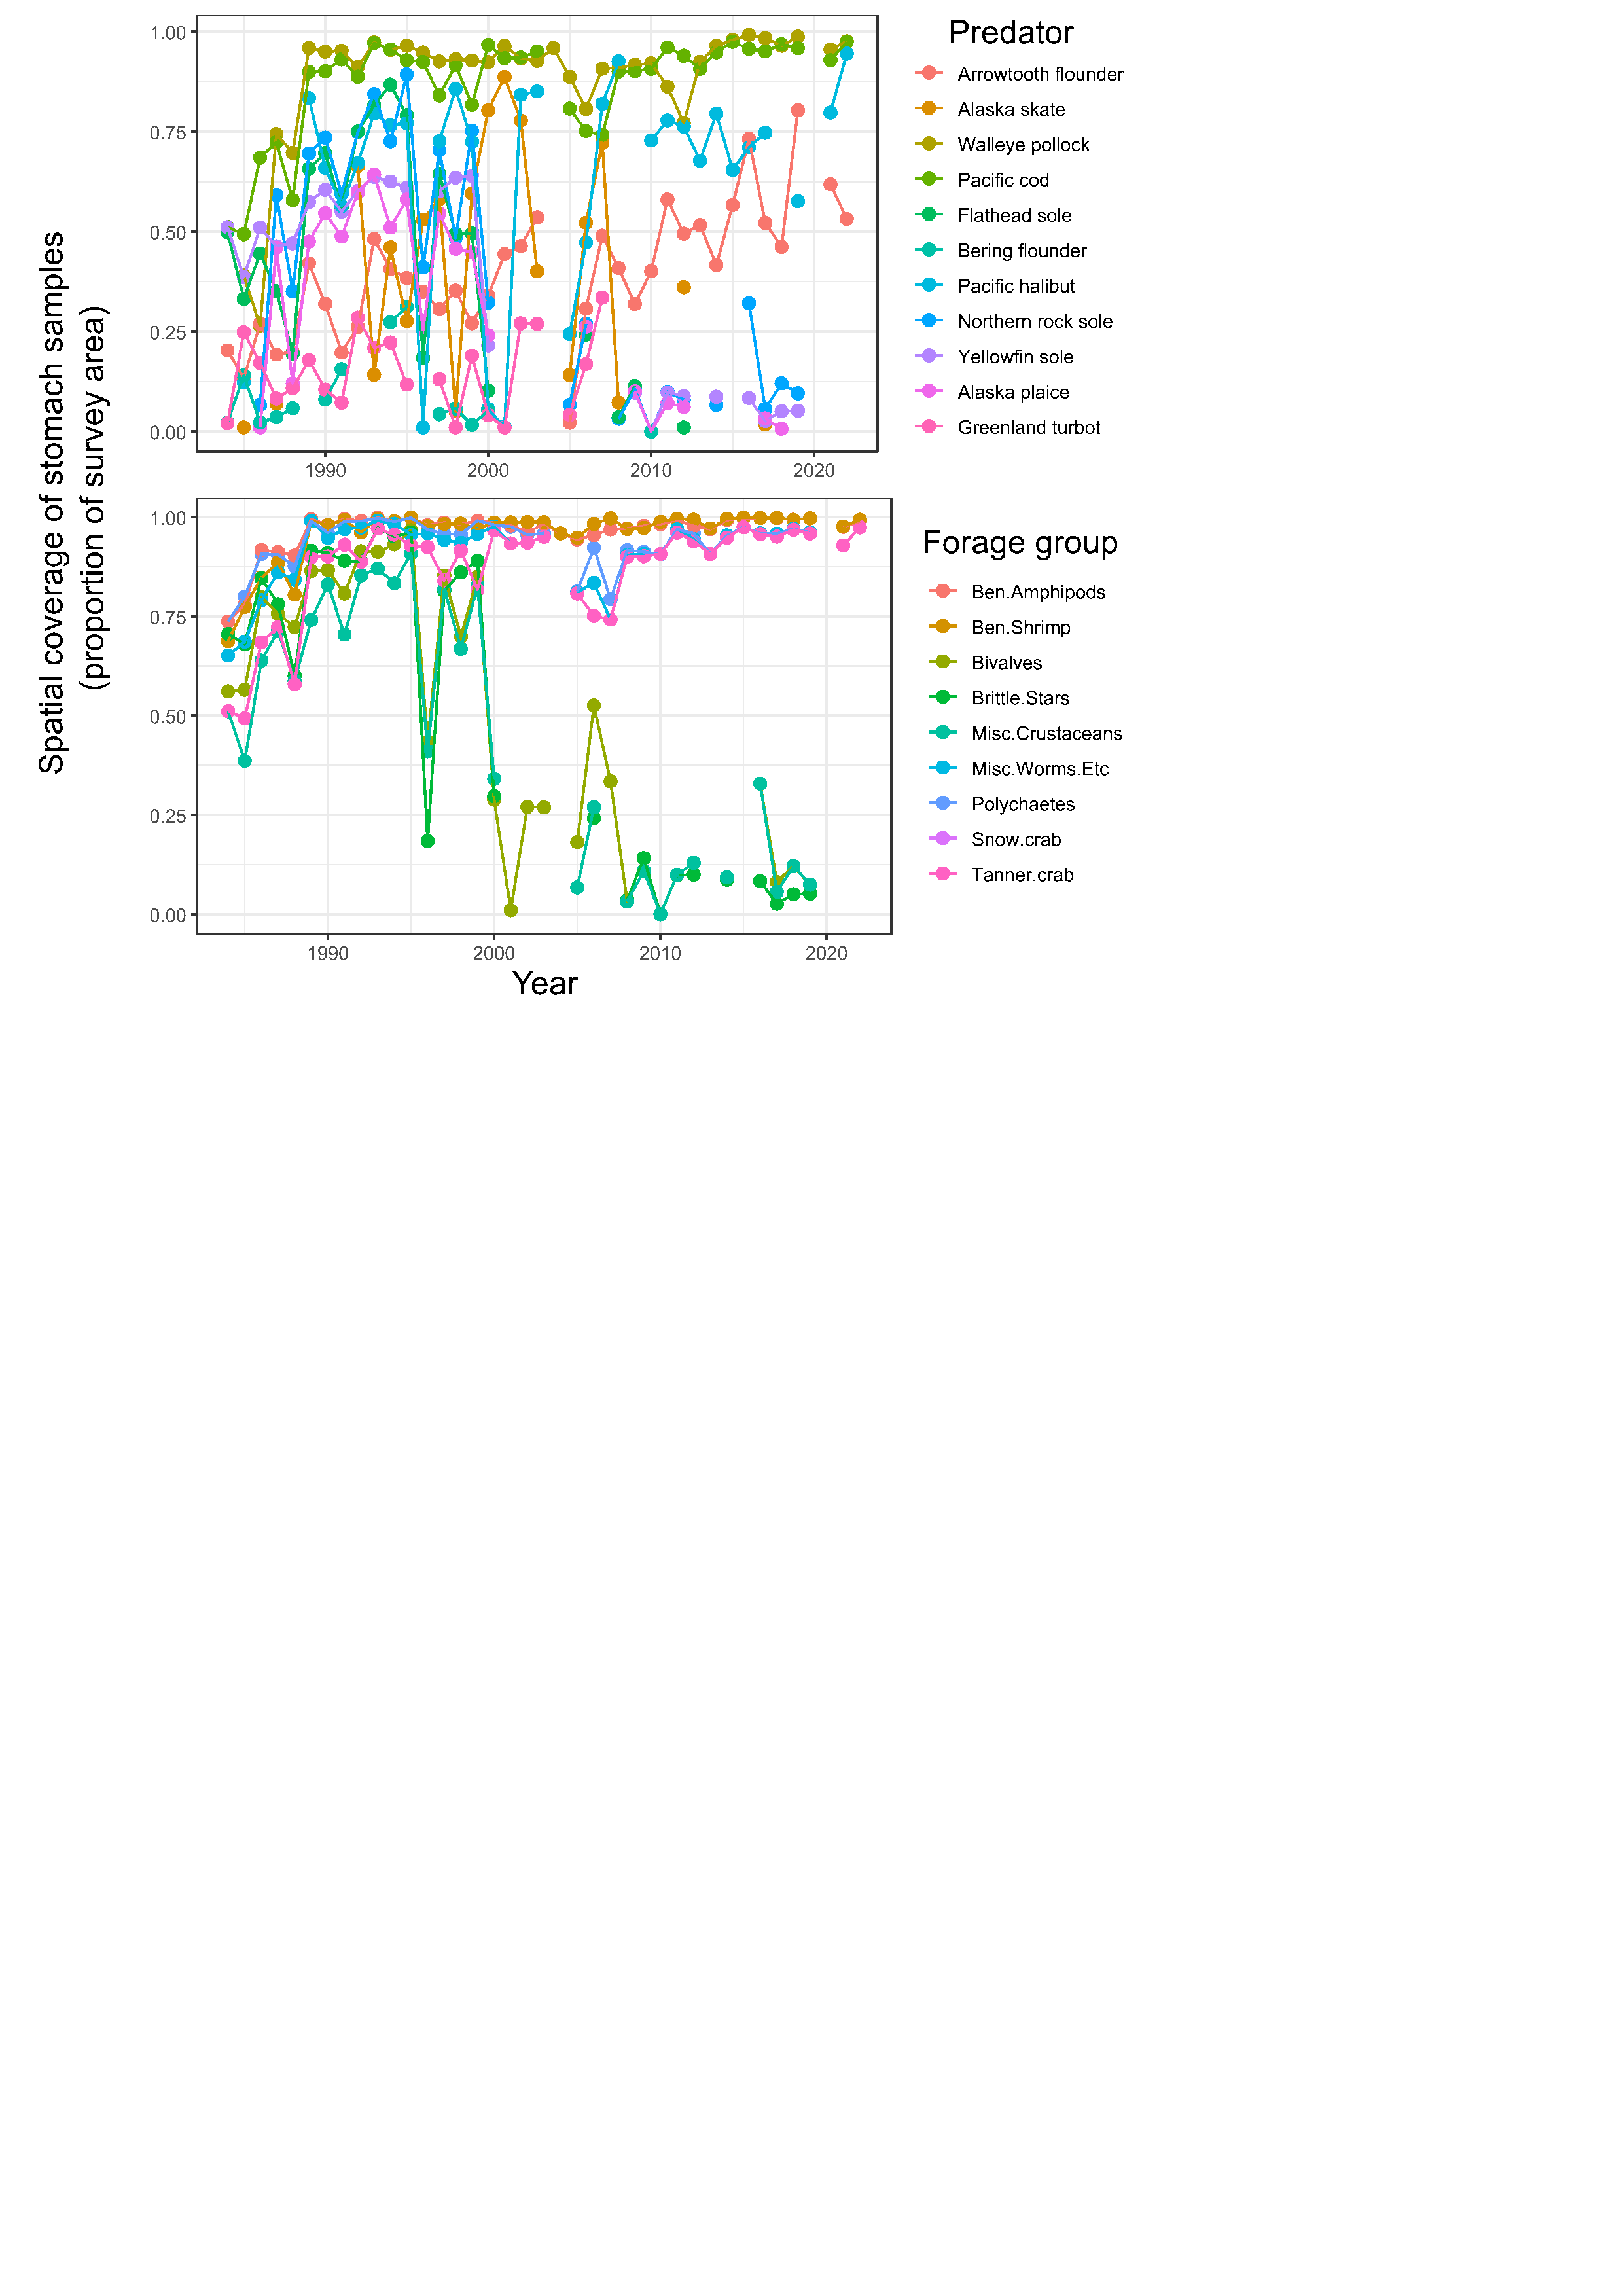 Spatial coverage of stomach samples
(proportion of survey area)
1.00
0.75
0.50
0.25
0.00
1990
2000
2010
2020
Predator
Arrowtooth flounder
Alaska skate
Walleye pollock
Pacific cod
Flathead sole
Bering flounder
Pacific halibut
Northern rock sole
Yellowfin sole
Alaska plaice
Greenland turbot
1.00
0.75
0.50
0.25
0.00
1990
2000
2010
2020
Year
Forage group
Ben.Amphipods
Ben.Shrimp
Bivalves
Brittle.Stars
Misc.Crustaceans
Misc.Worms.Etc
Polychaetes
Snow.crab
Tanner.crab